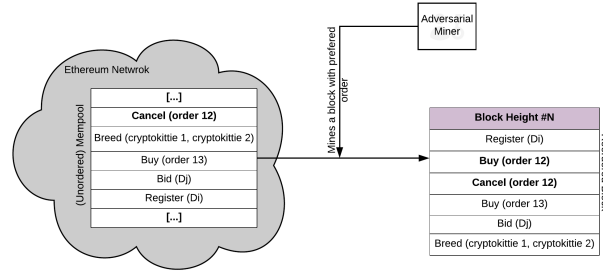 Adversarial
Miner
Ethereum Netwrok
(Unordered) Mempool
[...]
Cancel (order 12)
Breed (cryptokittie 1, cryptokittie 2)
Buy (order 13)
Bid (Dj)
Register (Di)
[...]
Mines a block with prefered
order
Block Height #N
Register (Di)
Buy (order 12)
Cancel (order 12)
Buy (order 13)
Bid (Dj)
Breed (cryptokittie 1, cryptokittie 2)